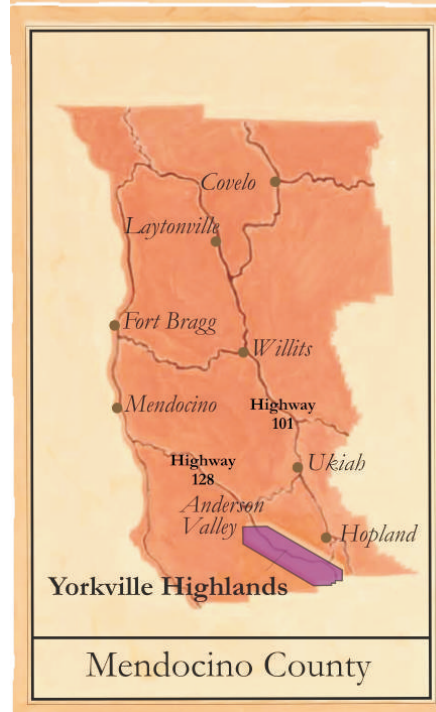 Covelo
Laytonville
Fort Bragg
Willits
Mendocino
Highway
101
Highway
128
Ukiah
Anderson
Valley
Hopland
Yorkville Highlands
Mendocino County